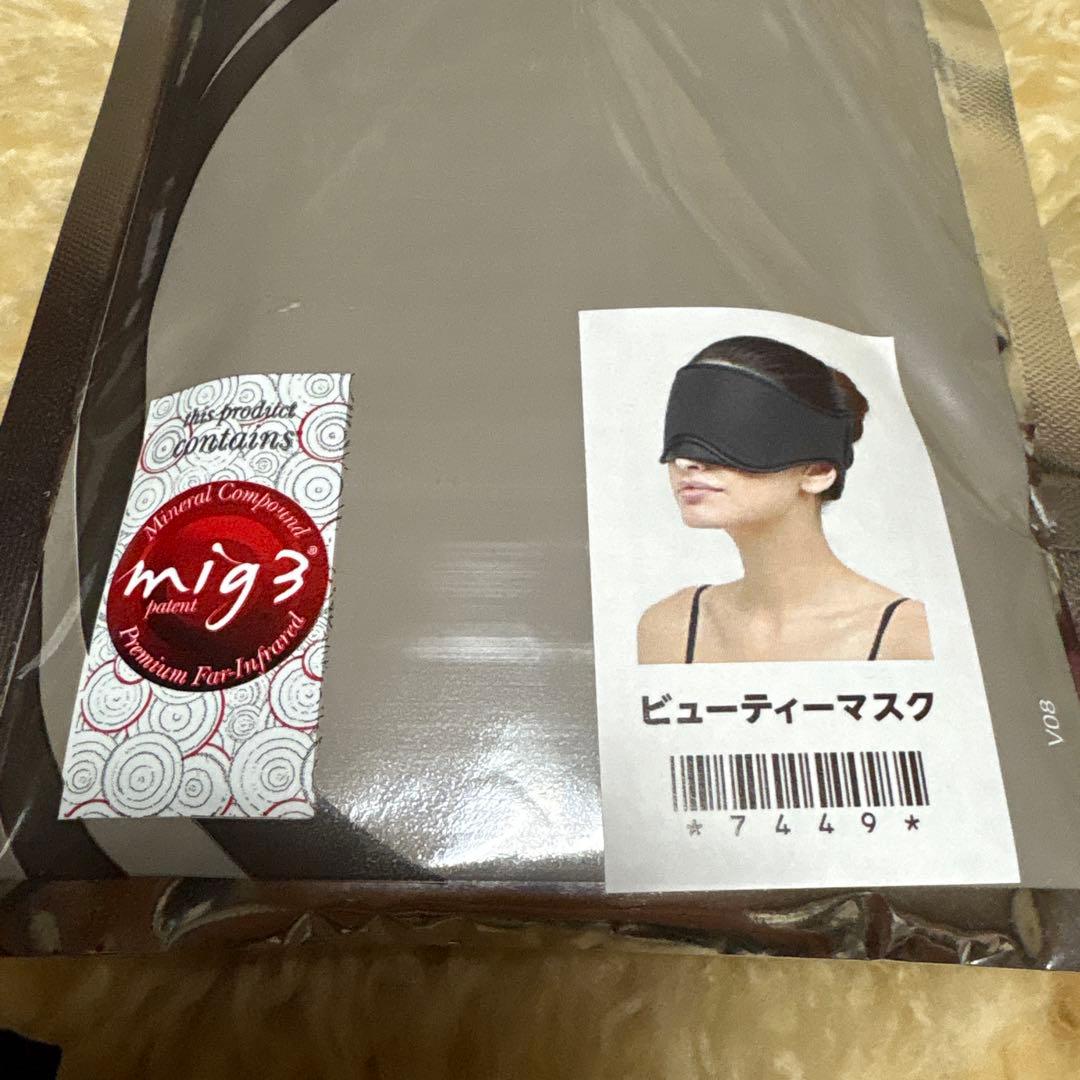 this product
contains
Mineral Compound
mig3®
patent
Premium Far-Infrared
ビューティーマスク
*7449*
V08